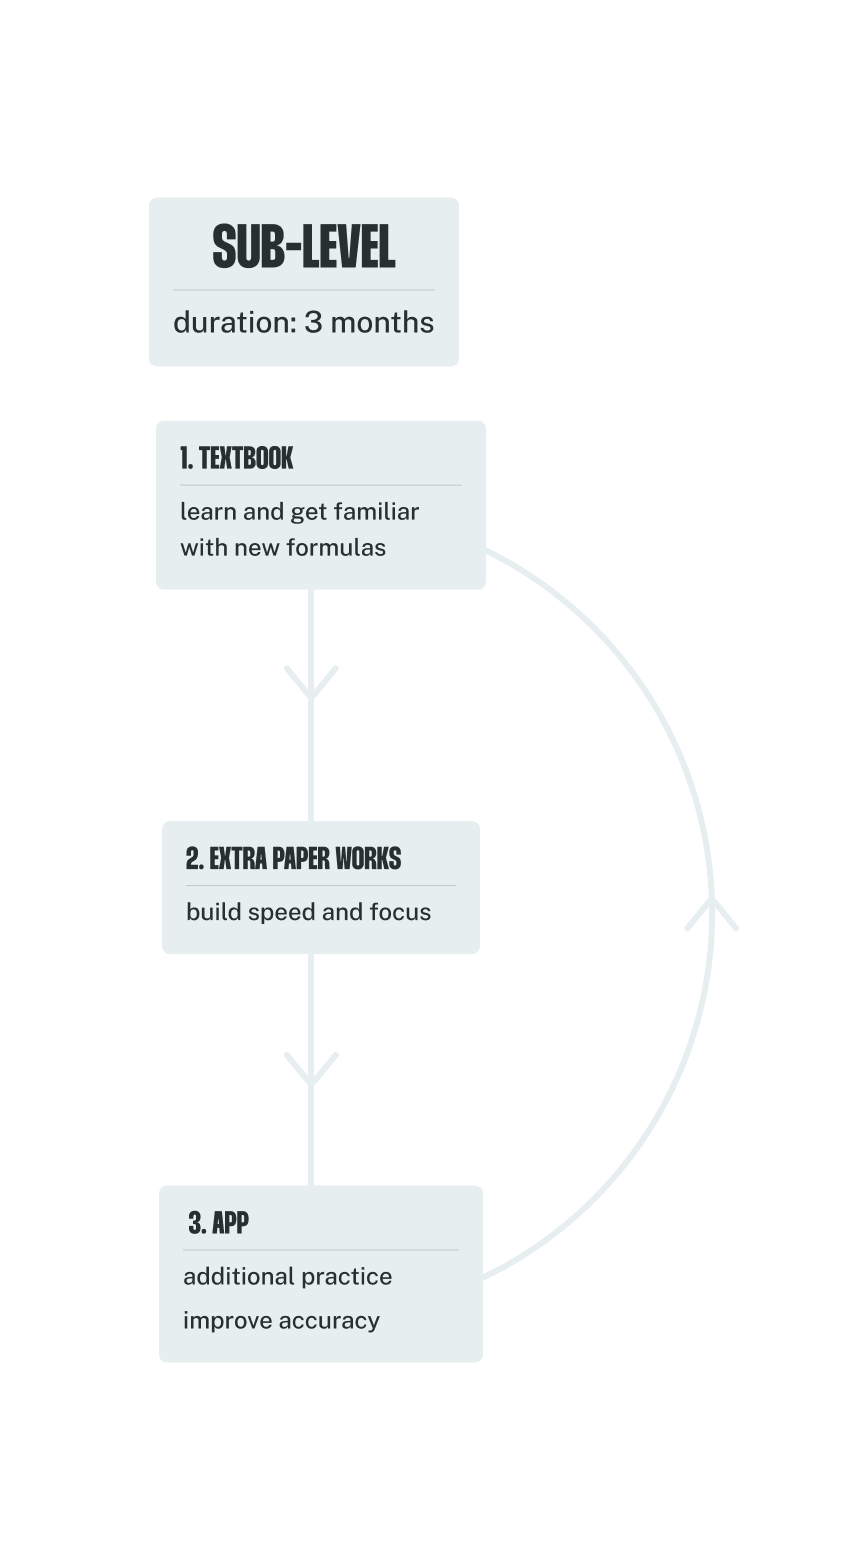 SUB-LEVEL
duration: 3 months
1. TEXTBOOK
learn and get familiar
with new formulas
2. EXTRA PAPER WORKS
build speed and focus
3. APP
additional practice
improve accuracy